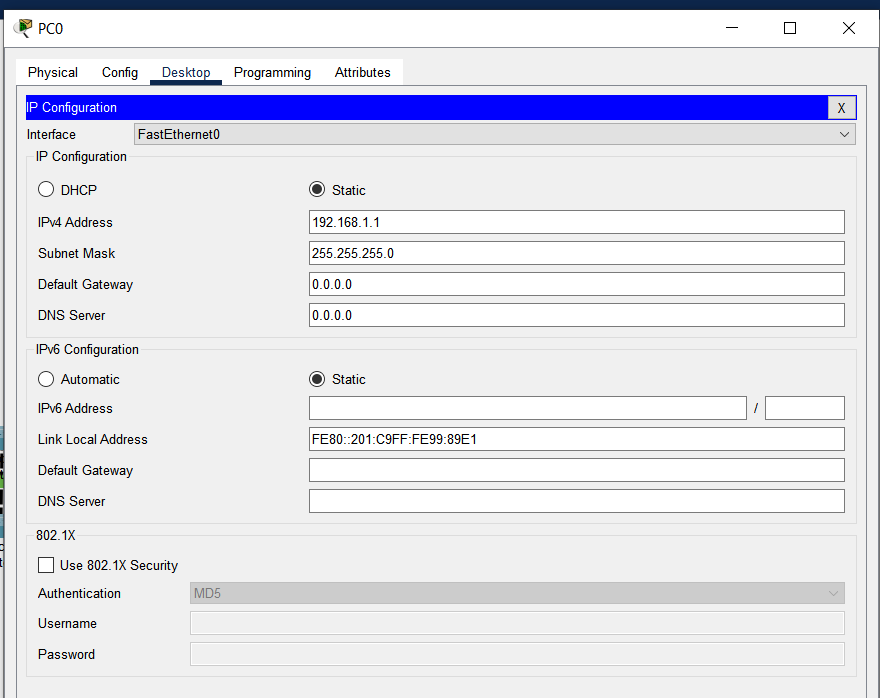 PC0
Physical Config Desktop Programming Attributes
IP Configuration X
Interface FastEthernet0
IP Configuration
DHCP Static
IPv4 Address 192.168.1.1
Subnet Mask 255.255.255.0
Default Gateway 0.0.0.0
DNS Server 0.0.0.0
IPv6 Configuration
Automatic Static
IPv6 Address /
Link Local Address FE80::201:C9FF:FE99:89E1
Default Gateway
DNS Server
802.1X
Use 802.1X Security
Authentication MD5
Username
Password